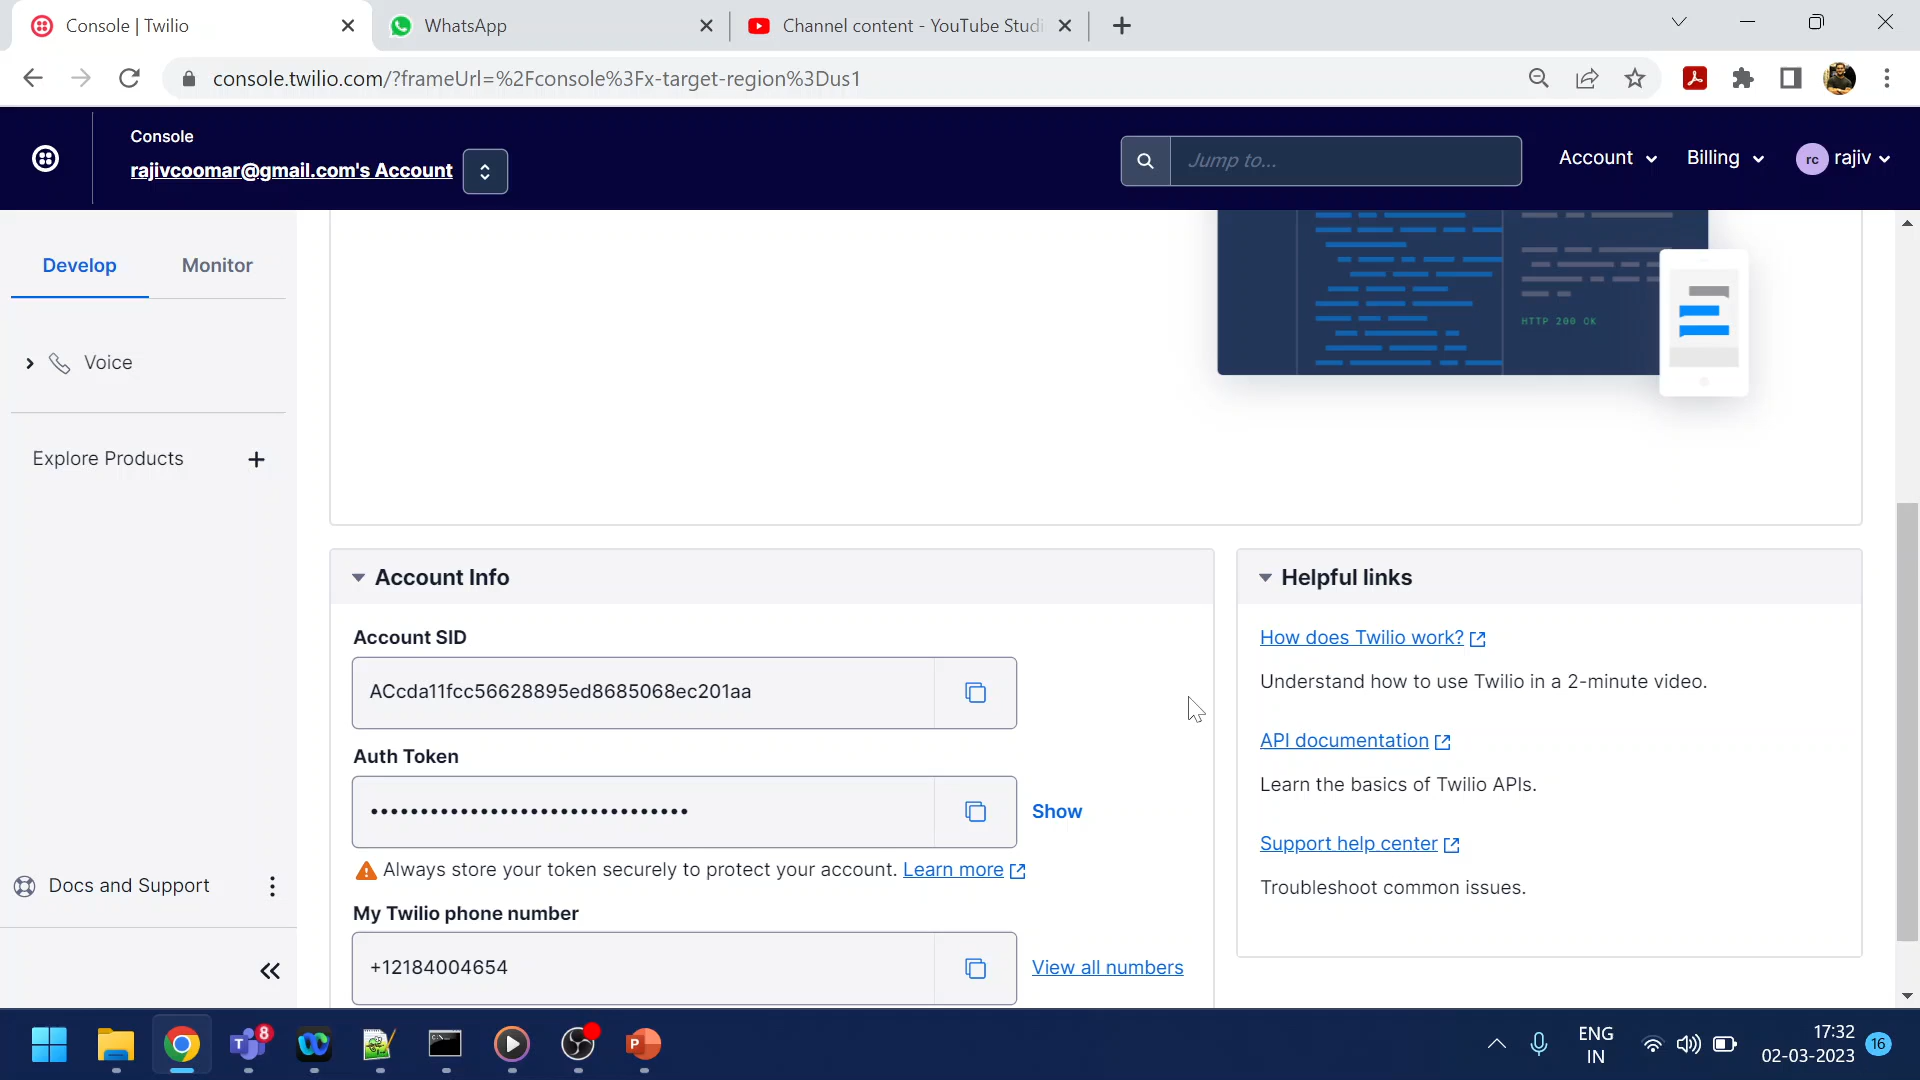 Console | Twilio
WhatsApp
Channel content - YouTube Studi
console.twilio.com/?frameUrl=%2Fconsole%3Fx-target-region%3Dus1
Console
rajivcoomar@gmail.com's Account
Jump to...
Account
Billing
rc
rajiv
Develop
Monitor
Voice
Explore Products
Docs and Support
HTTP 200 OK
Account Info
Account SID
ACcda11fcc56628895ed8685068ec201aa
Auth Token
••••••••••••••••••••••••••••••••
Show
Always store your token securely to protect your account. Learn more
My Twilio phone number
+12184004654
View all numbers
Helpful links
How does Twilio work?
Understand how to use Twilio in a 2-minute video.
API documentation
Learn the basics of Twilio APIs.
Support help center
Troubleshoot common issues.
T
8
P
ENG
IN
17:32
02-03-2023
16